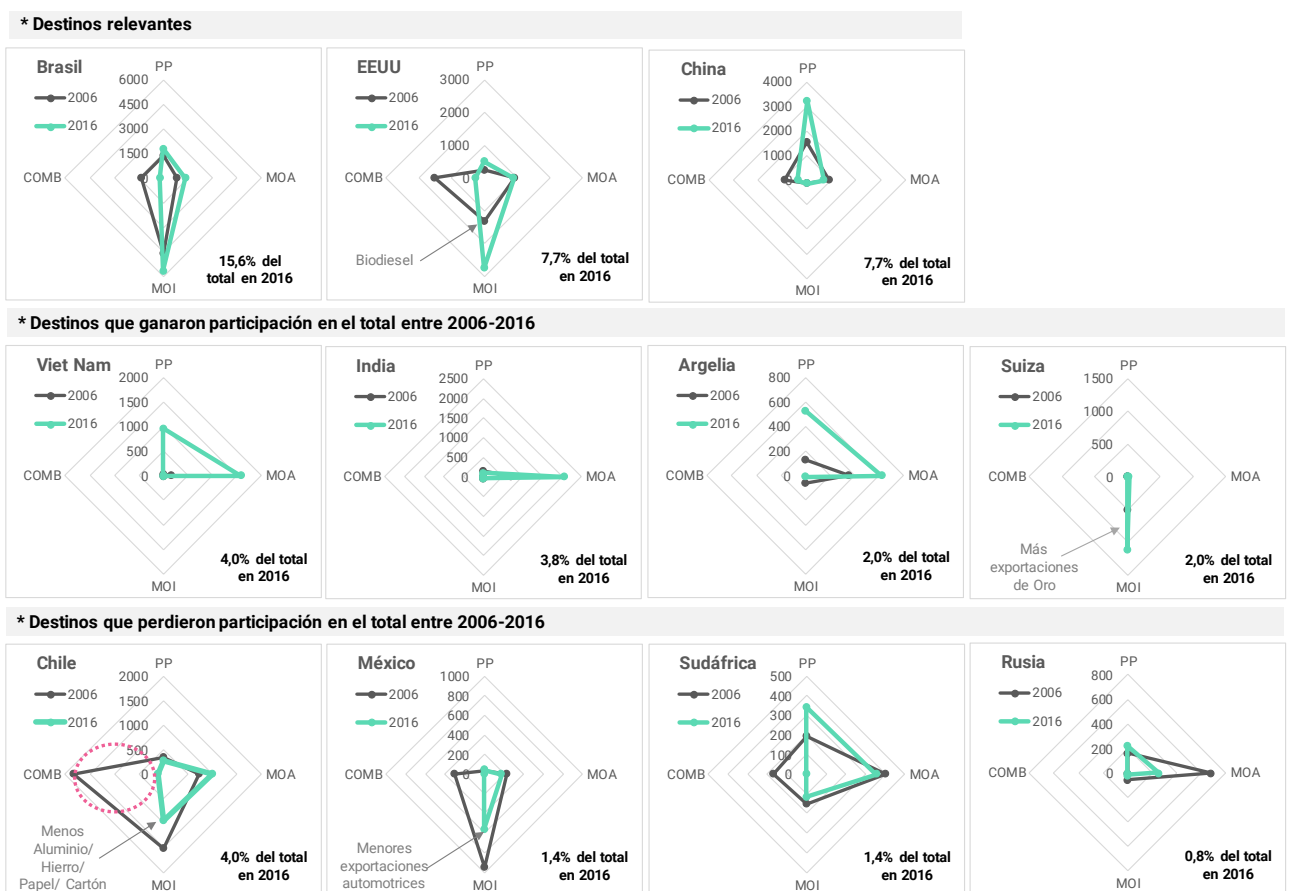 * Destinos relevantes
Brasil
PP
6000
4500
3000
1500
0
2006
2016
COMB
MOA
MOI
15,6% del
total en 2016
EEUU
PP
3000
2000
1000
0
2006
2016
COMB
MOA
Biodiesel
MOI
7,7% del total
en 2016
China
PP
4000
3000
2000
1000
0
2006
2016
COMB
MOA
MOI
7,7% del total
en 2016
* Destinos que ganaron participación en el total entre 2006-2016
Viet Nam
PP
2000
1500
1000
500
0
2006
2016
COMB
MOA
MOI
4,0% del total
en 2016
India
PP
2500
2000
1500
1000
500
0
2006
2016
COMB
MOA
MOI
3,8% del total
en 2016
Argelia
PP
800
600
400
200
0
2006
2016
COMB
MOA
MOI
2,0% del total
en 2016
Suiza
PP
1500
1000
500
0
2006
2016
COMB
MOA
Más
exportaciones
de Oro
MOI
2,0% del total
en 2016
* Destinos que perdieron participación en el total entre 2006-2016
Chile
PP
2000
1500
1000
500
0
2006
2016
COMB
MOA
Menos
Aluminio/
Hierro/
Papel/ Cartón
MOI
4,0% del total
en 2016
México
PP
1000
800
600
400
200
0
2006
2016
COMB
MOA
Menores
exportaciones
automotrices
MOI
1,4% del total
en 2016
Sudáfrica
PP
500
400
300
200
100
0
2006
2016
COMB
MOA
MOI
1,4% del total
en 2016
Rusia
PP
800
600
400
200
0
2006
2016
COMB
MOA
MOI
0,8% del total
en 2016